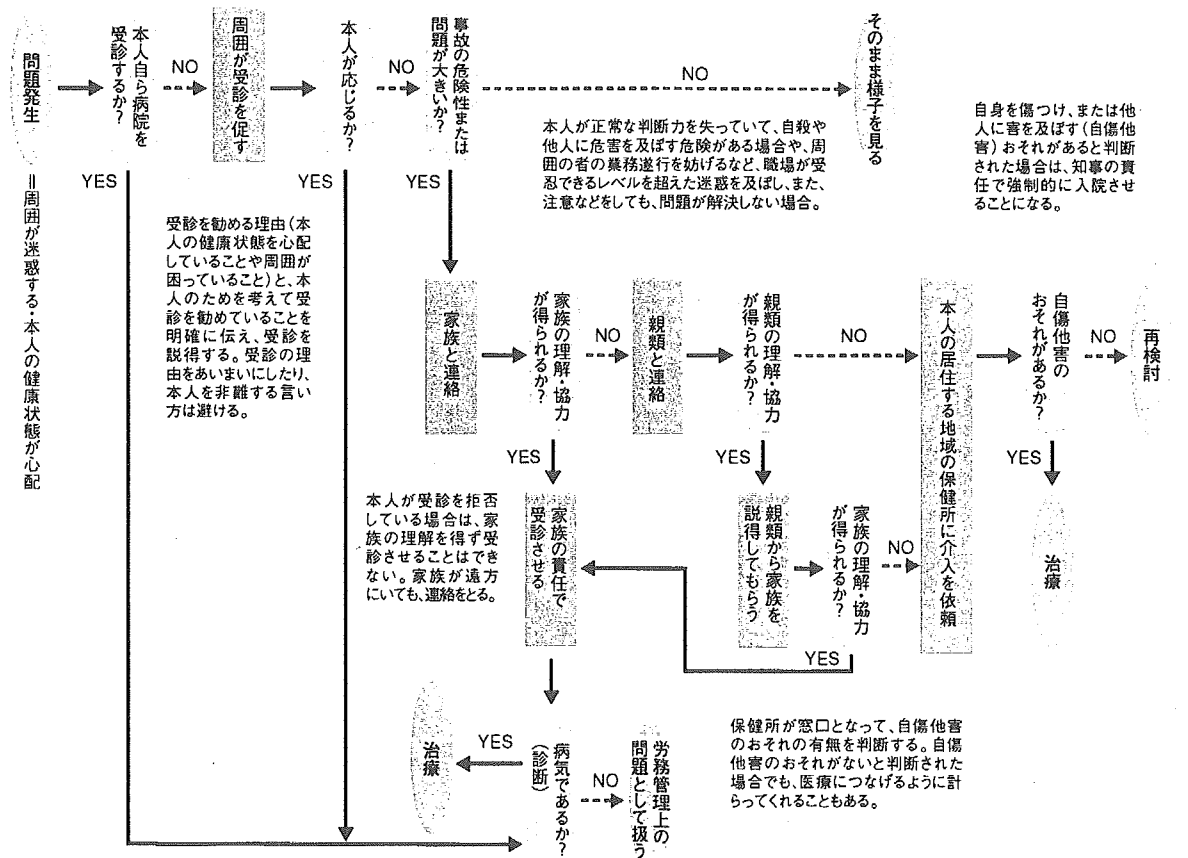 問題発生
＝周囲が迷惑する・本人の健康状態が心配
本人自ら病院を
受診するか？
NO
YES
周囲が受診を促す
受診を勧める理由（本
人の健康状態を心配
していることや周囲が
困っていること）と、本
人のためを考えて受
診を勧めていることを
明確に伝え、受診を
説得する。受診の理
由をあいまいにしたり、
本人を非難する言い
方は避ける。
本人が応じるか？
NO
YES
事故の危険性または
問題が大きいか？
NO
YES
そのまま様子を見る
本人が正常な判断力を失っていて、自殺や
他人に危害を及ぼす危険がある場合や、周
囲の者の業務遂行を妨げるなど、職場が受
忍できるレベルを超えた迷惑を及ぼし、また、
注意などをしても、問題が解決しない場合。
自身を傷つけ、または他
人に害を及ぼす（自傷他
害）おそれがあると判断
された場合は、知事の責
任で強制的に入院させ
ることになる。
家族と連絡
家族の理解・協力
が得られるか？
NO
YES
親類と連絡
親類の理解・協力
が得られるか？
NO
YES
本人の居住する地域の保健所に介入を依頼
自傷他害の
おそれがあるか？
NO
YES
再検討
治療
本人が受診を拒否
している場合は、家
族の理解を得ず受
診させることはでき
ない。家族が遠方
にいても、連絡をとる。
家族の責任で
受診させる
親類から家族を
説得してもらう
家族の理解・協力
が得られるか？
NO
YES
病気であるか？
（診断）
YES
NO
治療
労務管理上の
問題として扱う
保健所が窓口となって、自傷他害
のおそれの有無を判断する。自傷
他害のおそれがないと判断された
場合でも、医療につなげるように計
らってくれることもある。